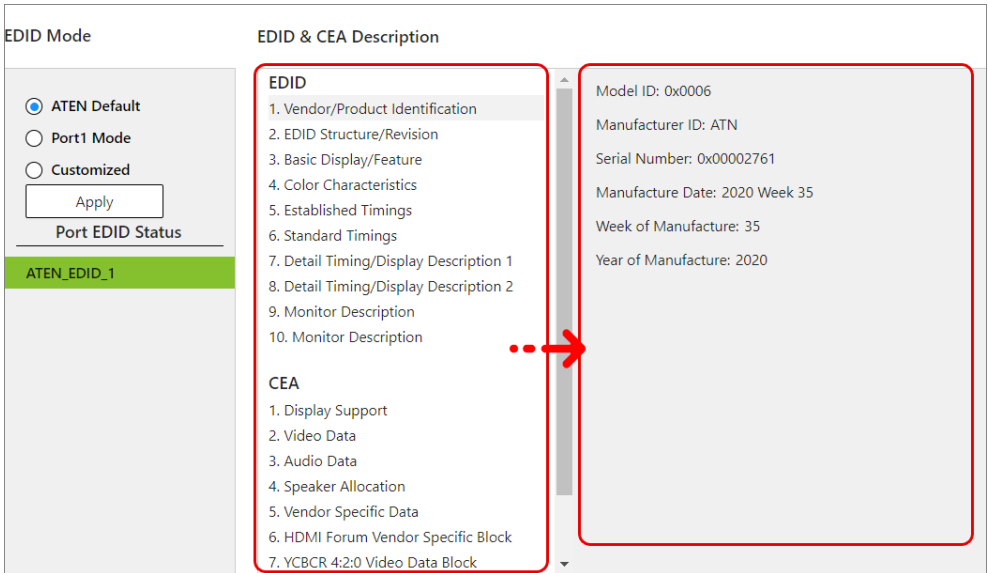 EDID Mode
EDID & CEA Description
ATEN Default
Port1 Mode
Customized
Apply
Port EDID Status
ATEN_EDID_1
EDID
1. Vendor/Product Identification
2. EDID Structure/Revision
3. Basic Display/Feature
4. Color Characteristics
5. Established Timings
6. Standard Timings
7. Detail Timing/Display Description 1
8. Detail Timing/Display Description 2
9. Monitor Description
10. Monitor Description
CEA
1. Display Support
2. Video Data
3. Audio Data
4. Speaker Allocation
5. Vendor Specific Data
6. HDMI Forum Vendor Specific Block
7. YCBCR 4:2:0 Video Data Block
Model ID: 0x0006
Manufacturer ID: ATN
Serial Number: 0x00002761
Manufacture Date: 2020 Week 35
Week of Manufacture: 35
Year of Manufacture: 2020